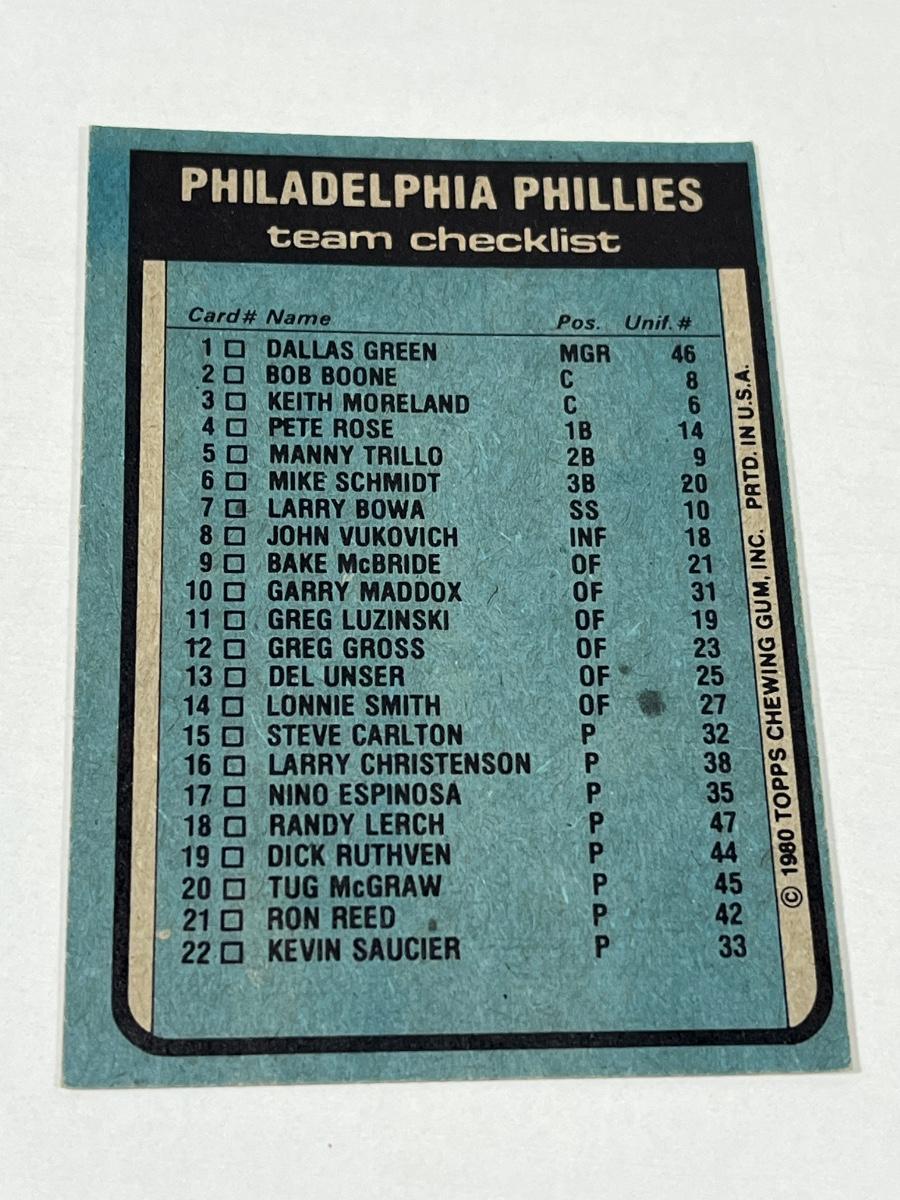 PHILADELPHIA PHILLIES
team checklist
Card# Name Pos. Unif. #
1 □ DALLAS GREEN MGR 46
2 □ BOB BOONE C 8
3 □ KEITH MORELAND C 6
4 □ PETE ROSE 1B 14
5 □ MANNY TRILLO 2B 9
6 □ MIKE SCHMIDT 3B 20
7 □ LARRY BOWA SS 10
8 □ JOHN VUKOVICH INF 18
9 □ BAKE McBRIDE OF 21
10 □ GARRY MADDOX OF 31
11 □ GREG LUZINSKI OF 19
12 □ GREG GROSS OF 23
13 □ DEL UNSER OF 25
14 □ LONNIE SMITH OF 27
15 □ STEVE CARLTON P 32
16 □ LARRY CHRISTENSON P 38
17 □ NINO ESPINOSA P 35
18 □ RANDY LERCH P 47
19 □ DICK RUTHVEN P 44
20 □ TUG McGRAW P 45
21 □ RON REED P 42
22 □ KEVIN SAUCIER P 33
© 1980 TOPPS CHEWING GUM, INC. PRTD. IN U.S.A.